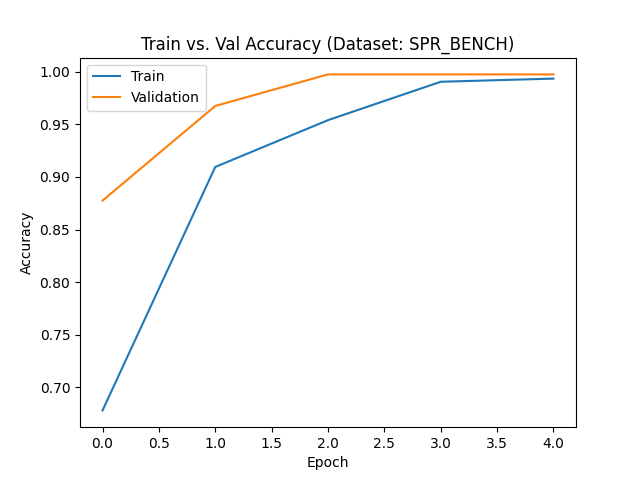 Train vs. Val Accuracy (Dataset: SPR_BENCH)
Train
Validation
Accuracy
1.00
0.95
0.90
0.85
0.80
0.75
0.70
0.0 0.5 1.0 1.5 2.0 2.5 3.0 3.5 4.0
Epoch